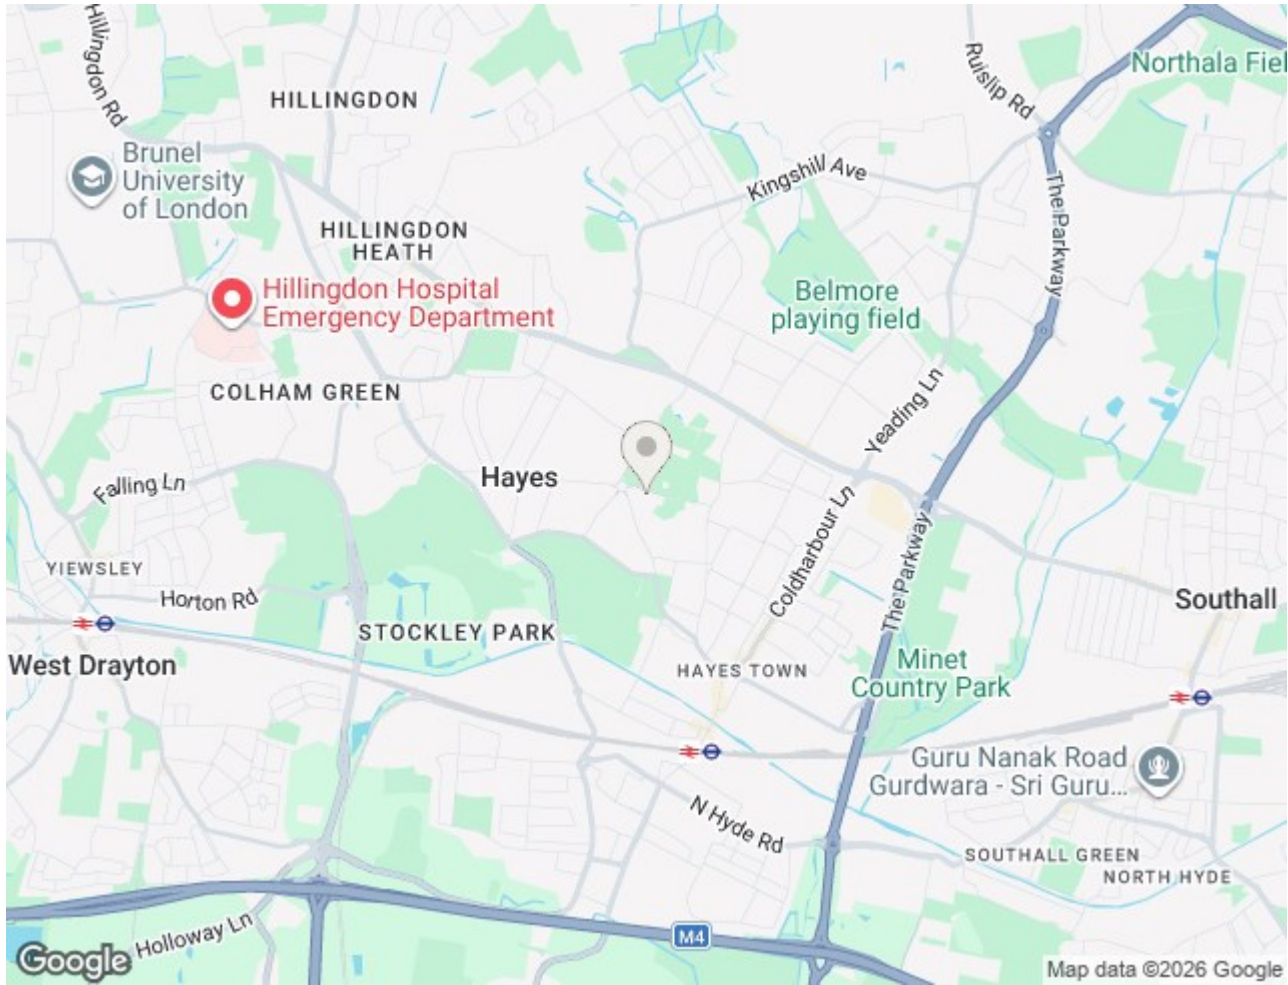 Hillingdon Rd
HILLINGDON
Ruislip Rd
Northala Fiel
Brunel
University
of London
Kingshill Ave
The Parkway
HILLINGDON
HEATH
Hillingdon Hospital
Emergency Department
Belmore
playing field
COLHAM GREEN
Yeading Ln
Hayes
Falling Ln
Coldharbour Ln
The Parkway
YIEWSLEY
Horton Rd
Southall
STOCKLEY PARK
West Drayton
HAYES TOWN
Minet
Country Park
Guru Nanak Road
Gurdwara - Sri Guru...
N Hyde Rd
SOUTHALL GREEN
NORTH HYDE
Holloway Ln
M4
Google
Map data ©2026 Google